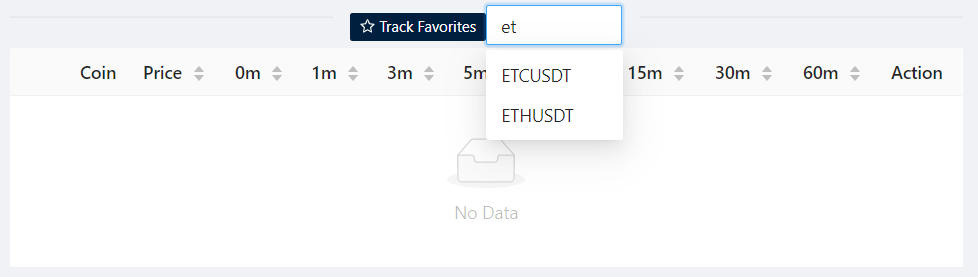 Track Favorites et
Coin Price 0m 1m 3m 5m 15m 30m 60m Action
ETCUSDT
ETHUSDT
No Data